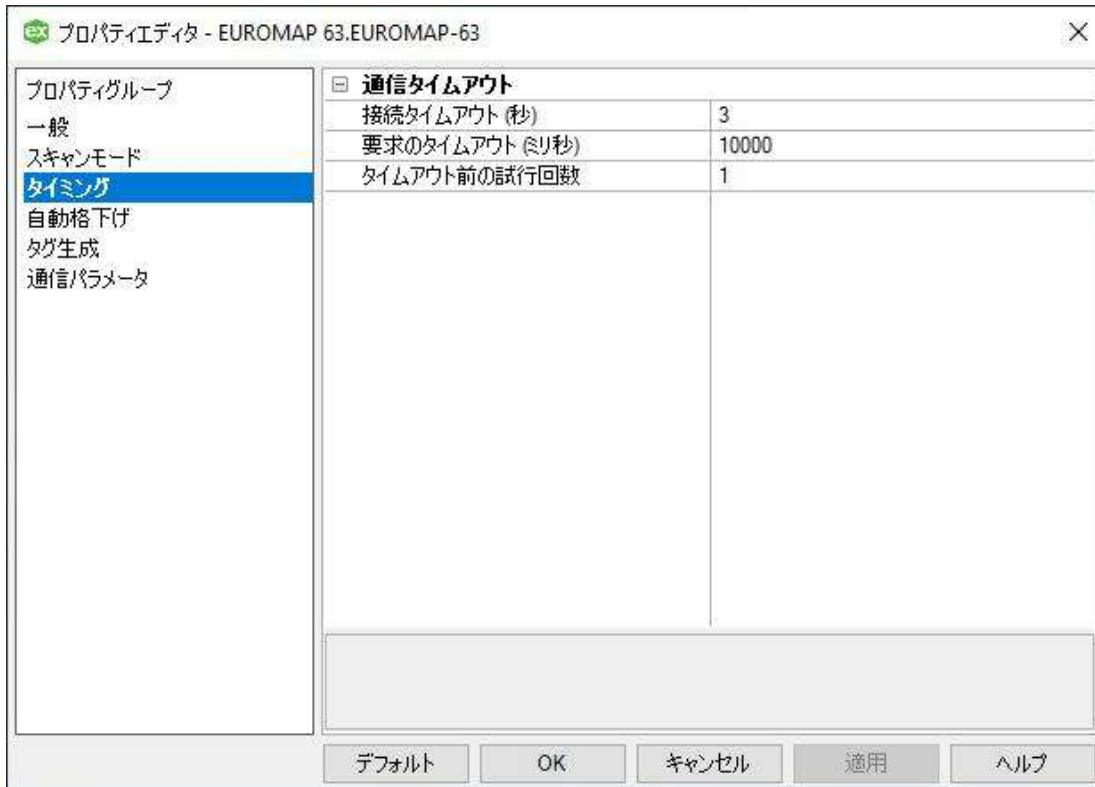 ex プロパティエディタ - EUROMAP 63.EUROMAP-63
プロパティグループ
一般
スキャンモード
タイミング
自動格下げ
タグ生成
通信パラメータ
通信タイムアウト
接続タイムアウト (秒) 3
要求のタイムアウト (ミリ秒) 10000
タイムアウト前の試行回数 1
デフォルト OK キャンセル 適用 ヘルプ